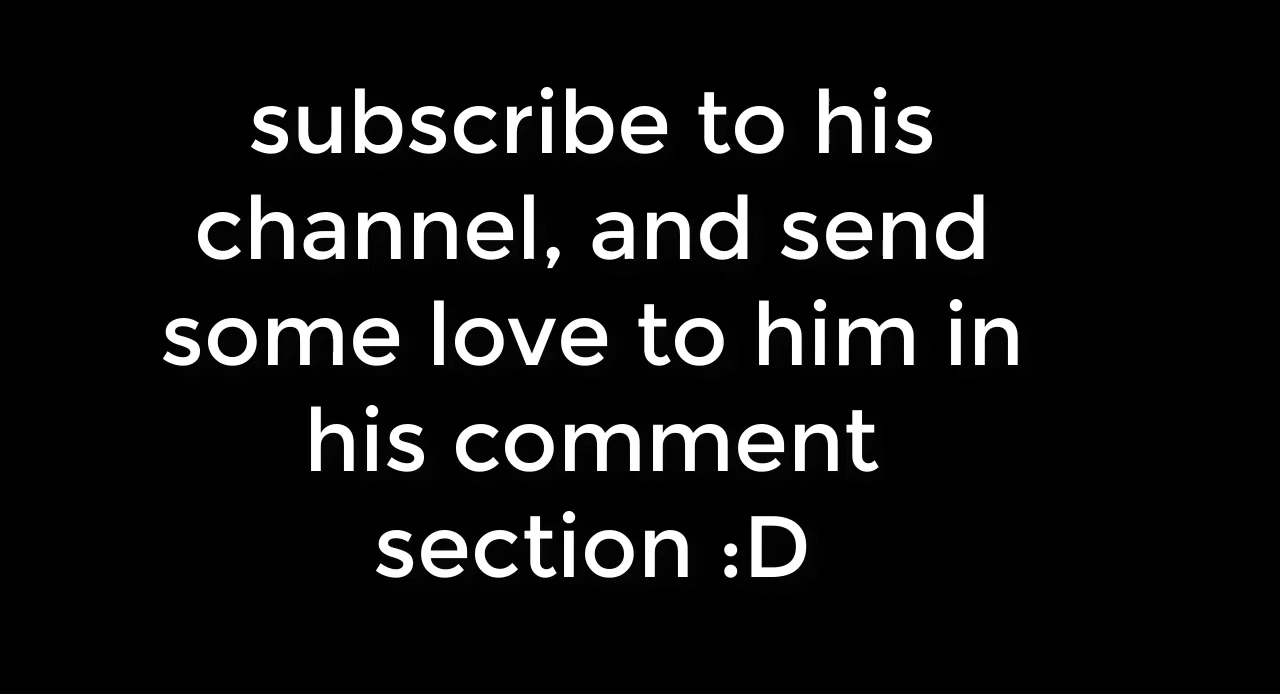 subscribe to his
channel, and send
some love to him in
his comment
section :D